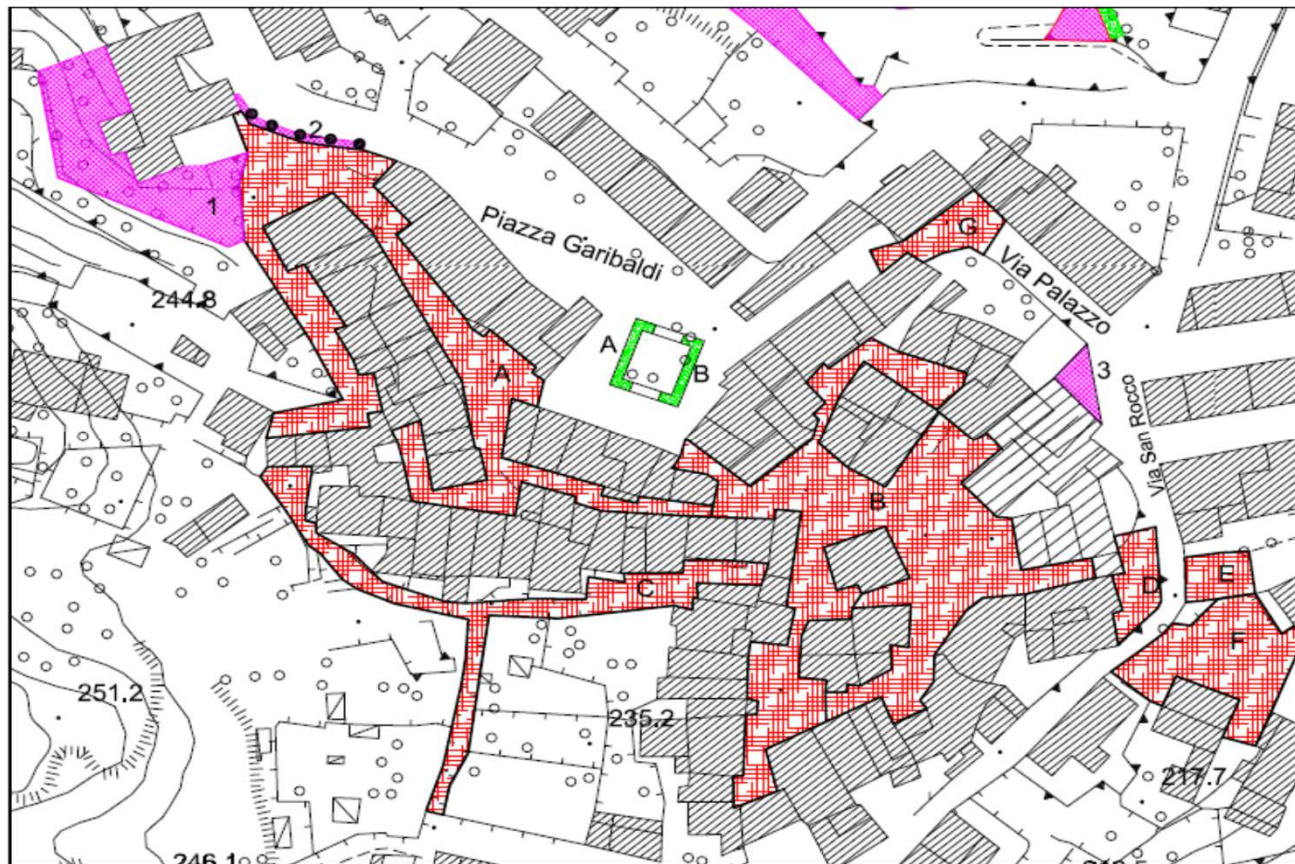 2
1
G
Piazza Garibaldi
Via Palazzo
244.8
A
B
A
3
Via San Rocco
B
E
D
C
F
251.2
235.2
217.7
246.1